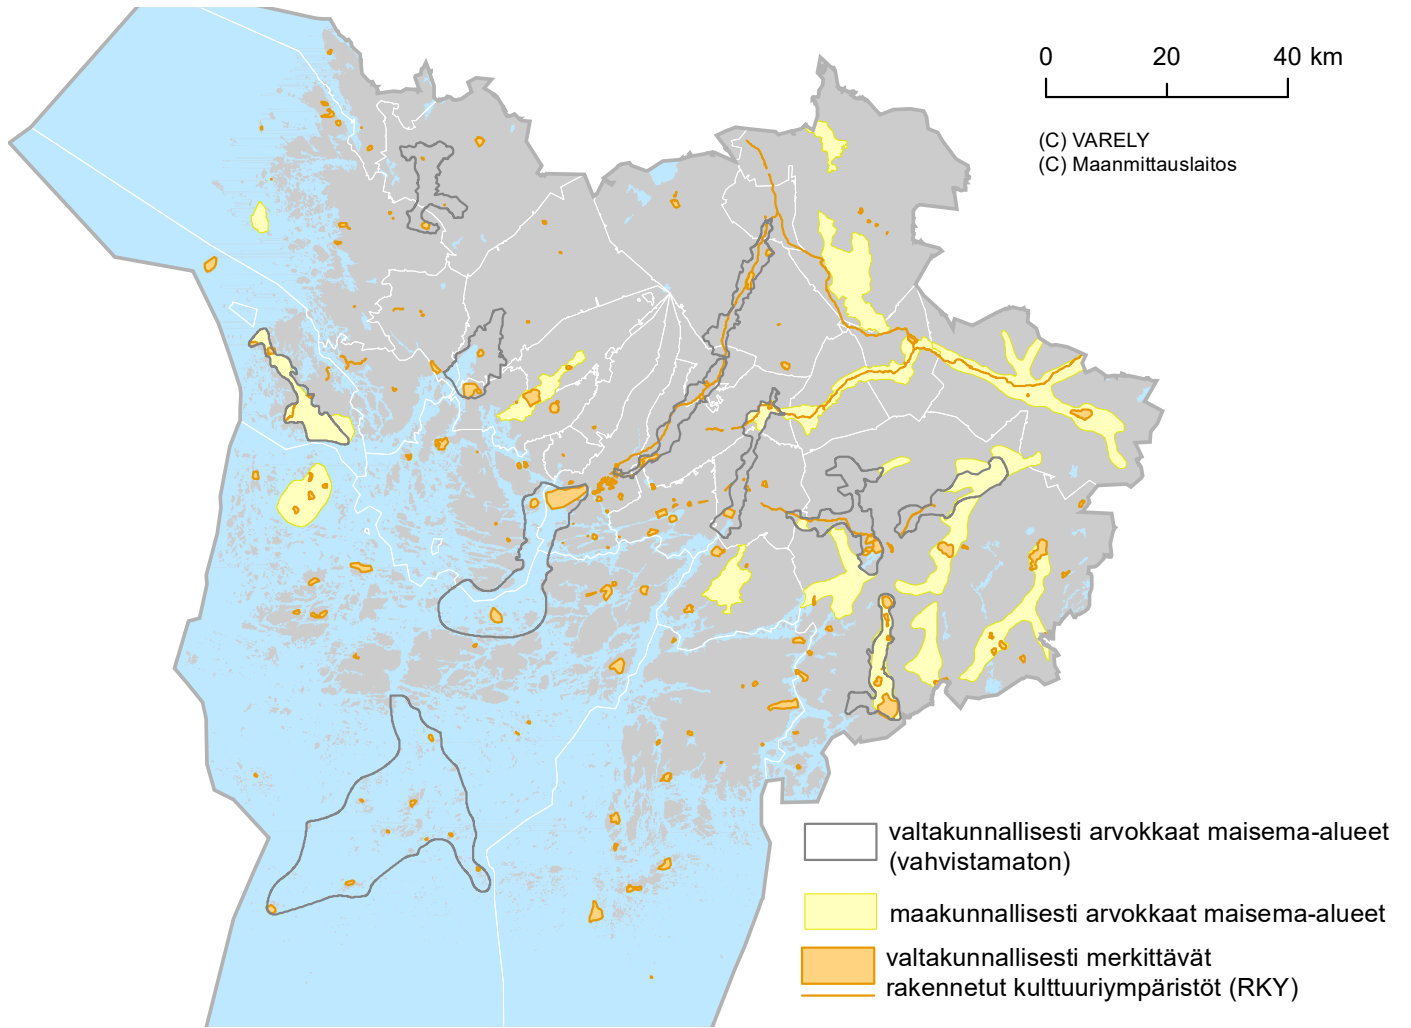 0 20 40 km
(C) VARELY
(C) Maanmittauslaitos
valtakunnallisesti arvokkaat maisema-alueet
(vahvistamaton)
maakunnallisesti arvokkaat maisema-alueet
valtakunnallisesti merkittävät
rakennetut kulttuuriympäristöt (RKY)